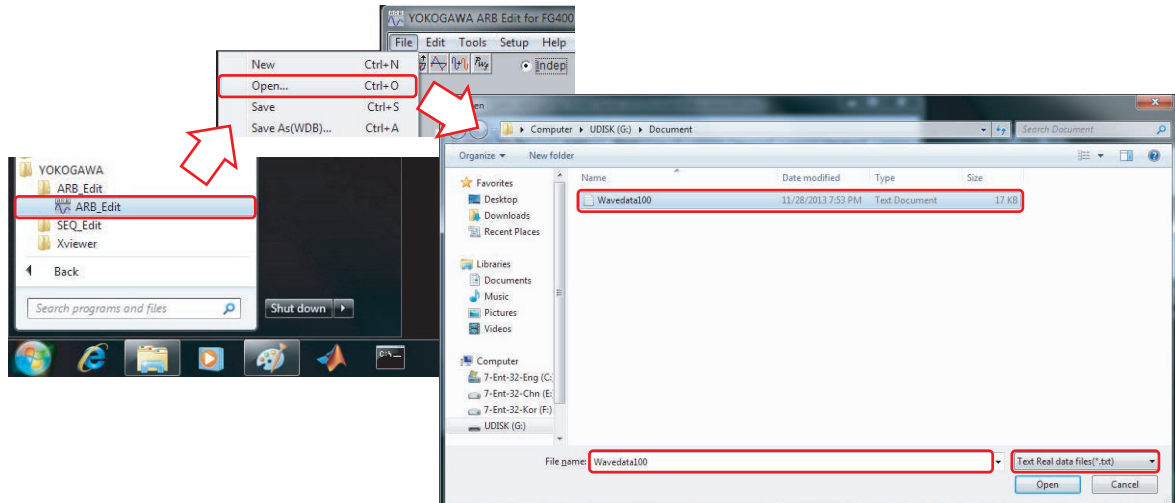 YOKOGAWA ARB Edit for FG400
File Edit Tools Setup Help
Indep
New Ctrl+N
Open... Ctrl+O
Save Ctrl+S
Save As(WDB)... Ctrl+A
YOKOGAWA
ARB_Edit
ARB_Edit
SEQ_Edit
Xviewer
Back
Search programs and files
Shut down
C:\_
en
Computer UDISK (G:) Document
Search Document
Organize New folder
Favorites
Desktop
Downloads
Recent Places
Libraries
Documents
Music
Pictures
Videos
Computer
7-Ent-32-Eng (C:
7-Ent-32-Chn (E:
7-Ent-32-Kor (F:)
UDISK (G:)
Name Date modified Type Size
Wavedata100 11/28/2013 7:53 PM Text Document 17 KB
File name: Wavedata100
Text Real data files(*.txt)
Open Cancel